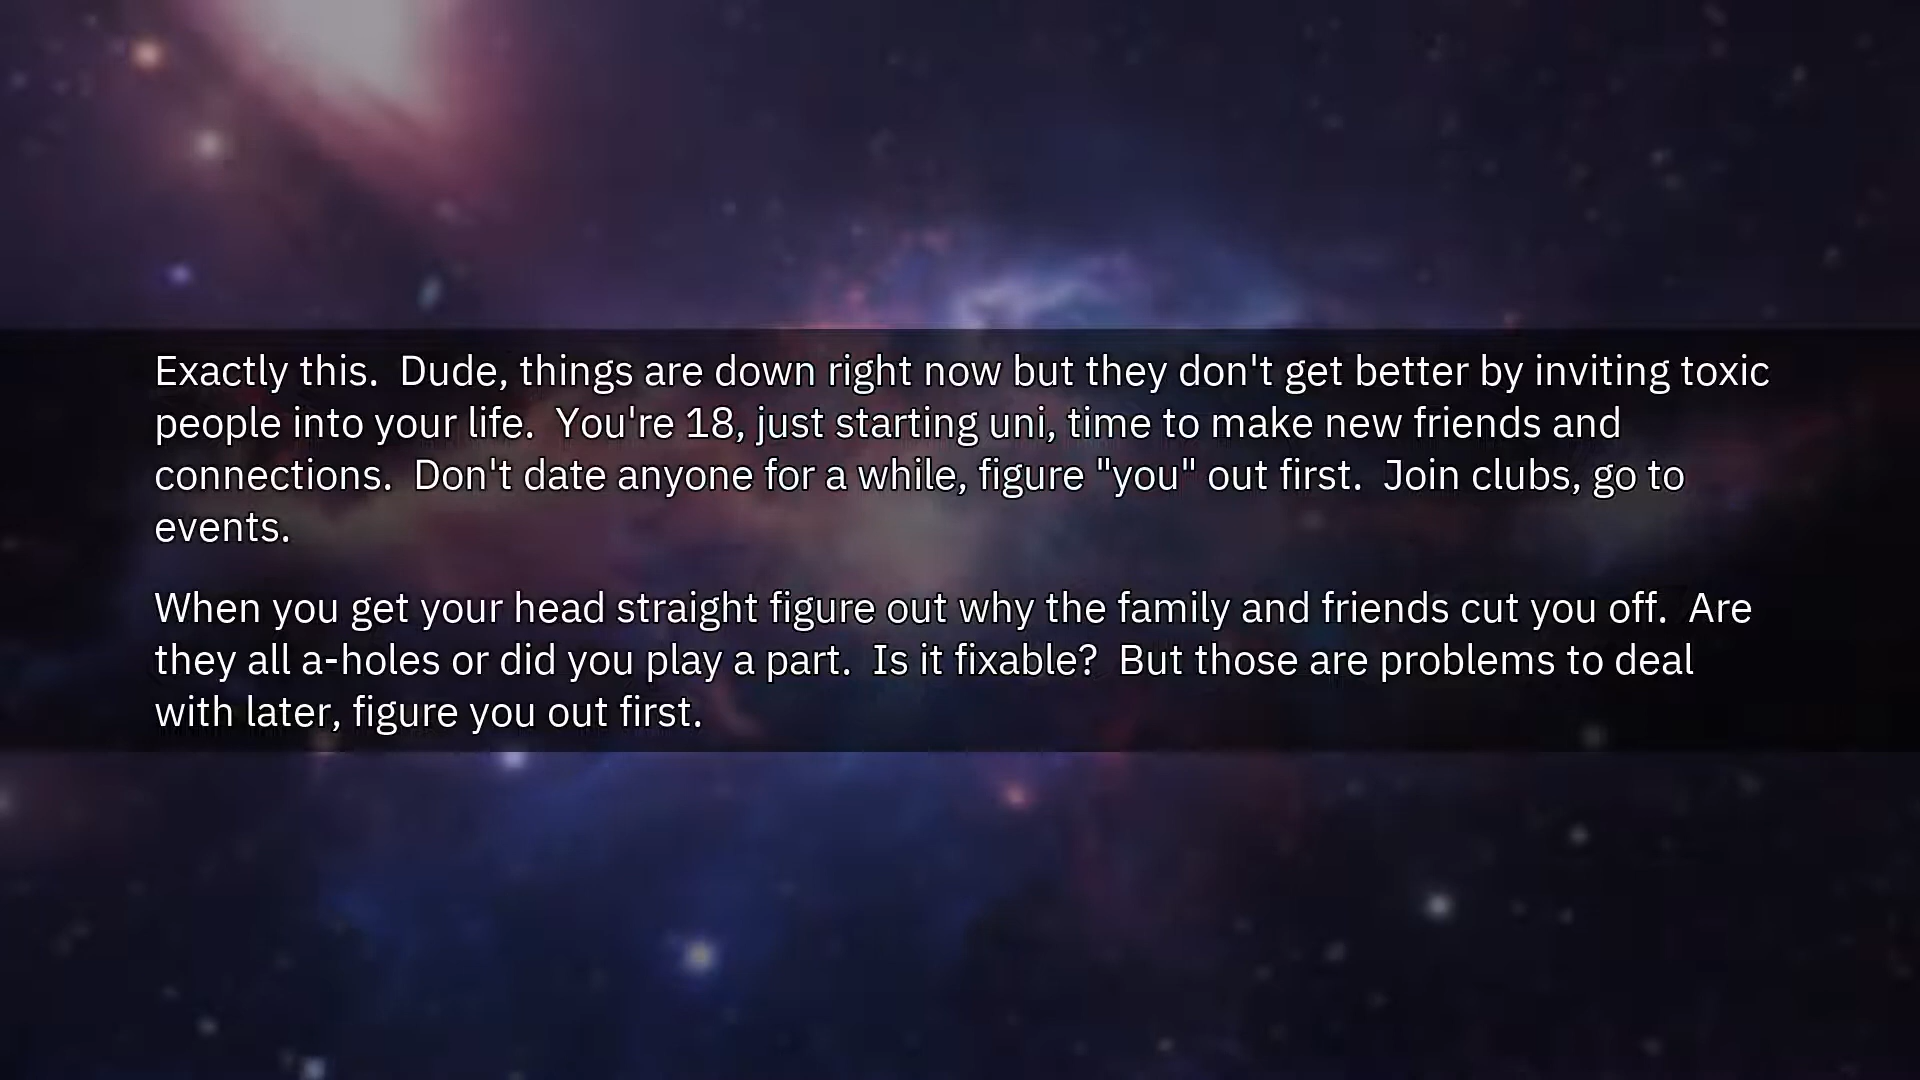 Exactly this.  Dude, things are down right now but they don't get better by inviting toxic
people into your life.  You're 18, just starting uni, time to make new friends and
connections.  Don't date anyone for a while, figure "you" out first.  Join clubs, go to
events.
When you get your head straight figure out why the family and friends cut you off.  Are
they all a-holes or did you play a part.  Is it fixable?  But those are problems to deal
with later, figure you out first.